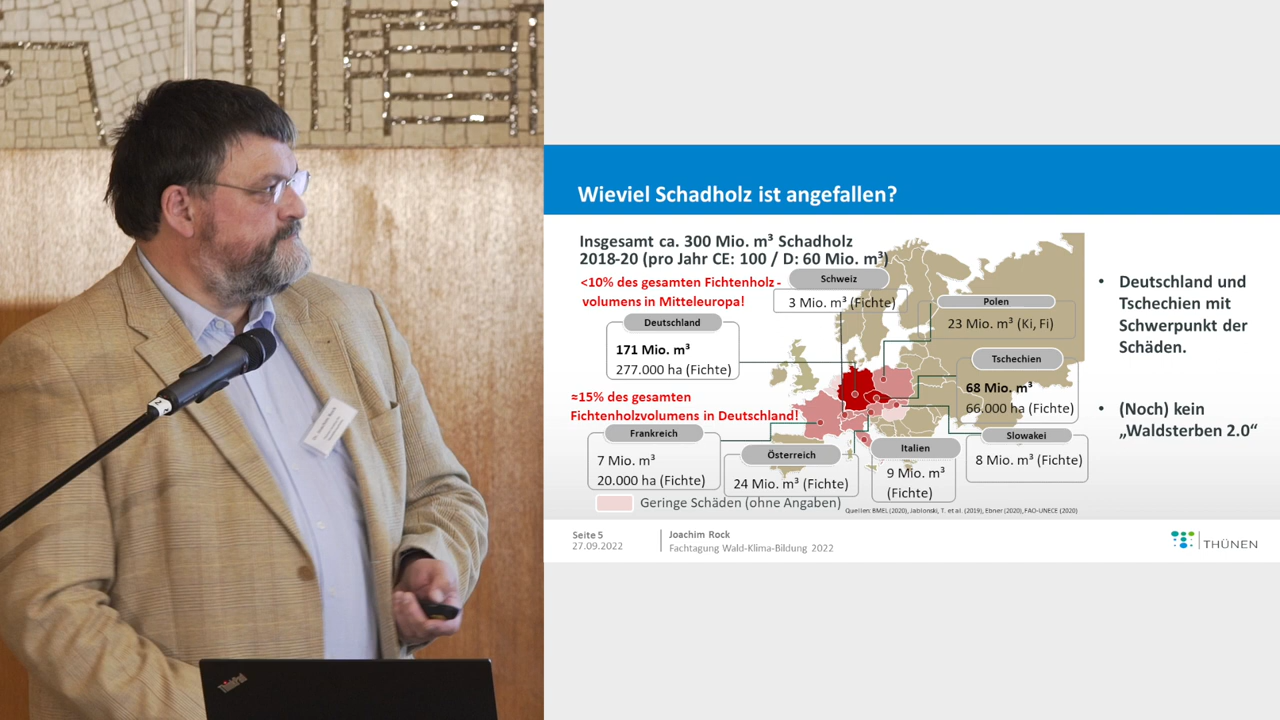 Wieviel Schadholz ist angefallen?
Insgesamt ca. 300 Mio. m³ Schadholz
2018-20 (pro Jahr CE: 100 / D: 60 Mio. m³)
<10% des gesamten Fichtenholz -
volumens in Mitteleuropa!
Schweiz
3 Mio. m³ (Fichte)
Polen
23 Mio. m³ (Ki, Fi)
Deutschland
171 Mio. m³
277.000 ha (Fichte)
Tschechien
68 Mio. m³
66.000 ha (Fichte)
≈15% des gesamten
Fichtenholzvolumens in Deutschland!
Frankreich
7 Mio. m³
20.000 ha (Fichte)
Österreich
24 Mio. m³ (Fichte)
Italien
9 Mio. m³
(Fichte)
Slowakei
8 Mio. m³ (Fichte)
Geringe Schäden (ohne Angaben)
Quellen: BMEL (2020), Jablonski, T. et al. (2019), Ebner (2020), FAO-UNECE (2020)
• Deutschland und
Tschechien mit
Schwerpunkt der
Schäden.
• (Noch) kein
„Waldsterben 2.0“
Seite 5
27.09.2022
Joachim Rock
Fachtagung Wald-Klima-Bildung 2022
THÜNEN
ThinkPad